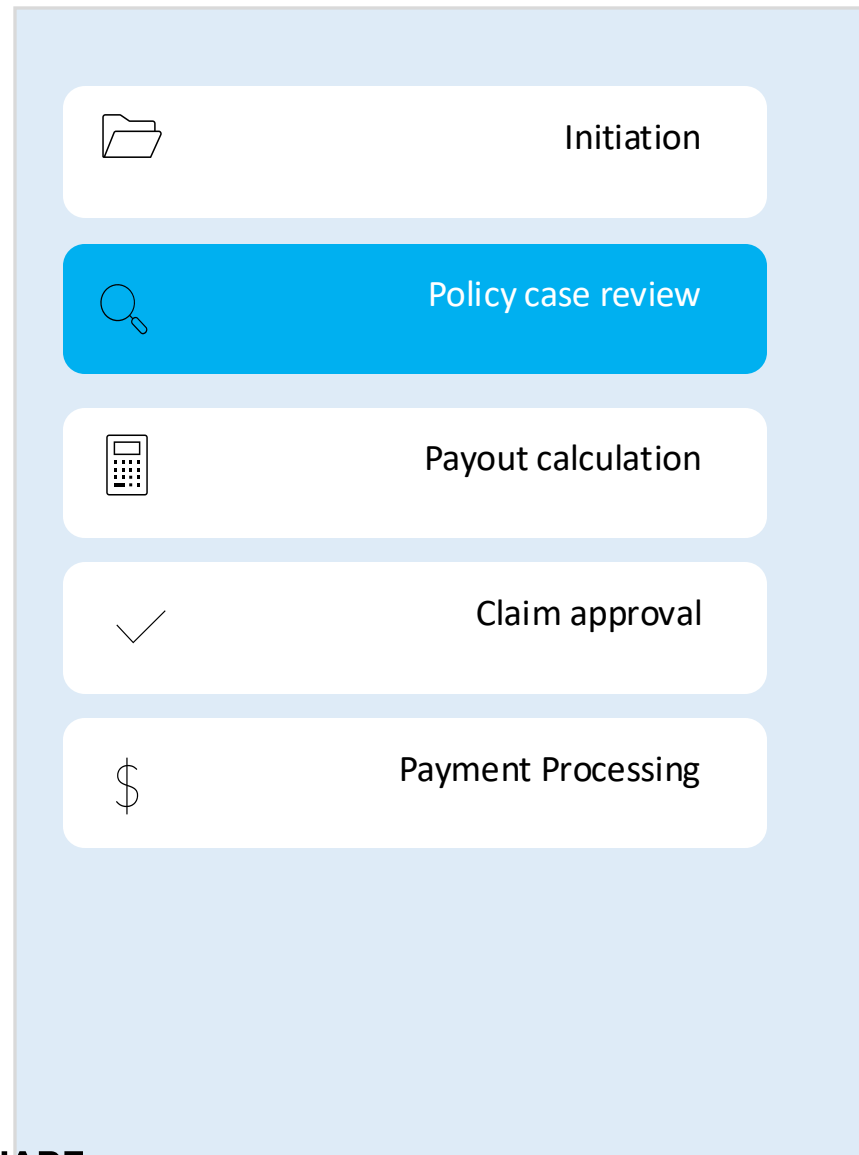 Initiation
Policy case review
Payout calculation
Claim approval
$
Payment Processing